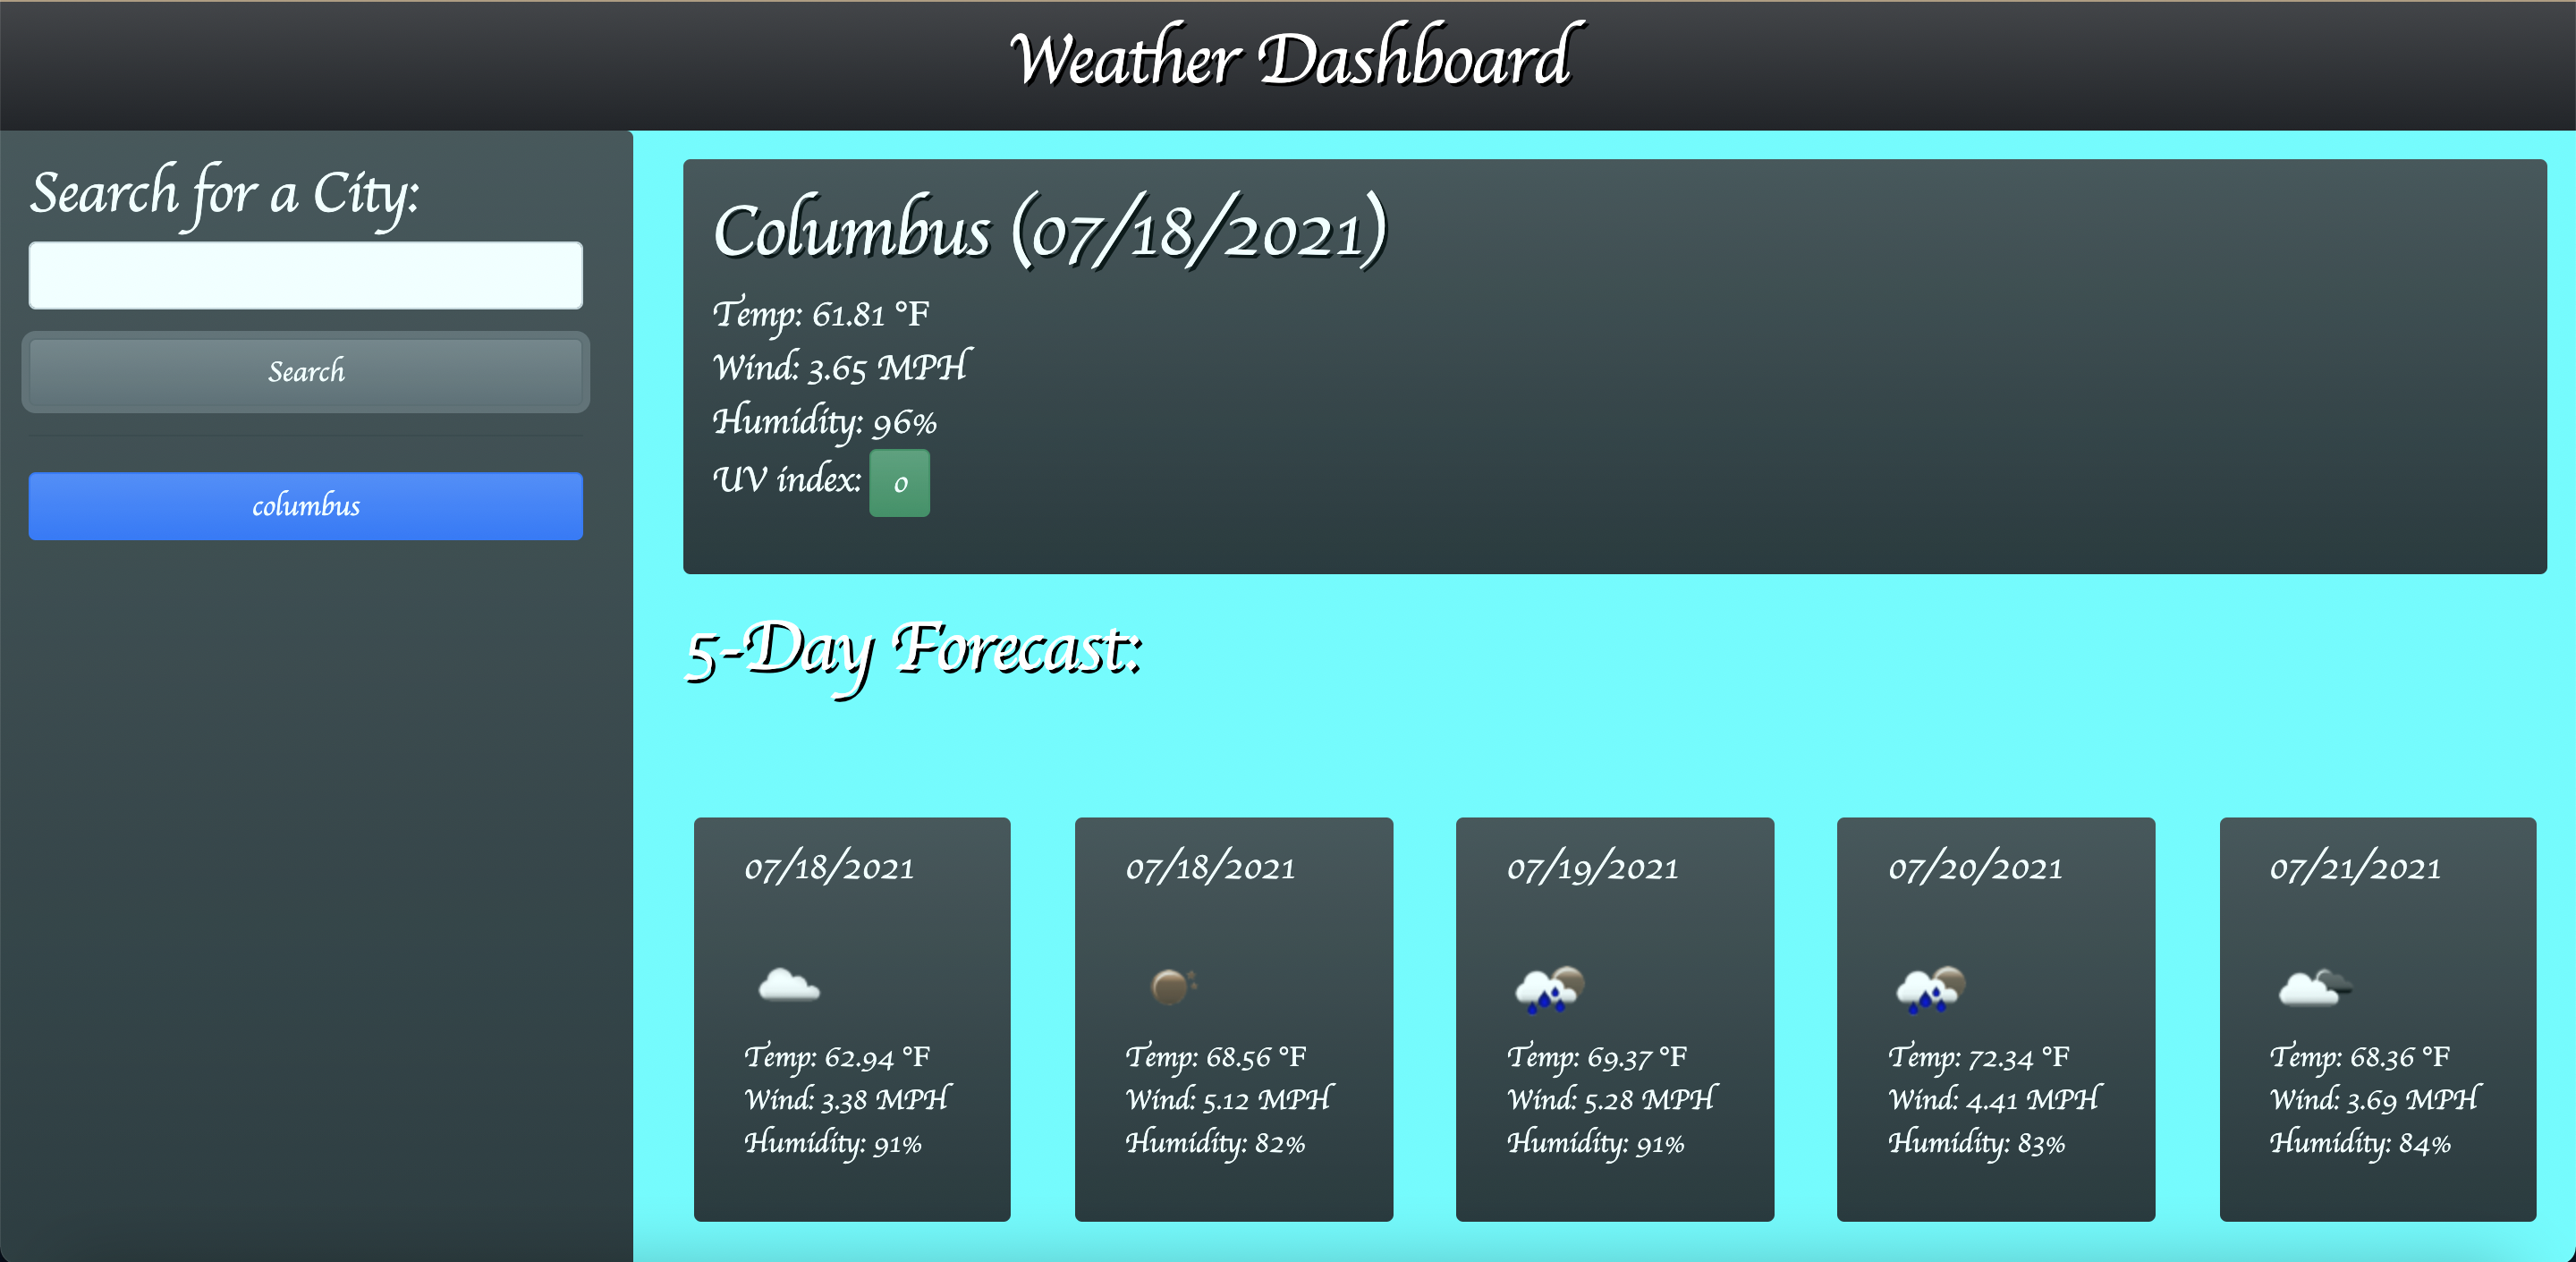 Weather Dashboard
Search for a City:
Search
columbus
Columbus (07/18/2021)
Temp: 61.81 °F
Wind: 3.65 MPH
Humidity: 96%
UV index: 0
5-Day Forecast:
07/18/2021
Temp: 62.94 °F
Wind: 3.38 MPH
Humidity: 91%
07/18/2021
Temp: 68.56 °F
Wind: 5.12 MPH
Humidity: 82%
07/19/2021
Temp: 69.37 °F
Wind: 5.28 MPH
Humidity: 91%
07/20/2021
Temp: 72.34 °F
Wind: 4.41 MPH
Humidity: 83%
07/21/2021
Temp: 68.36 °F
Wind: 3.69 MPH
Humidity: 84%